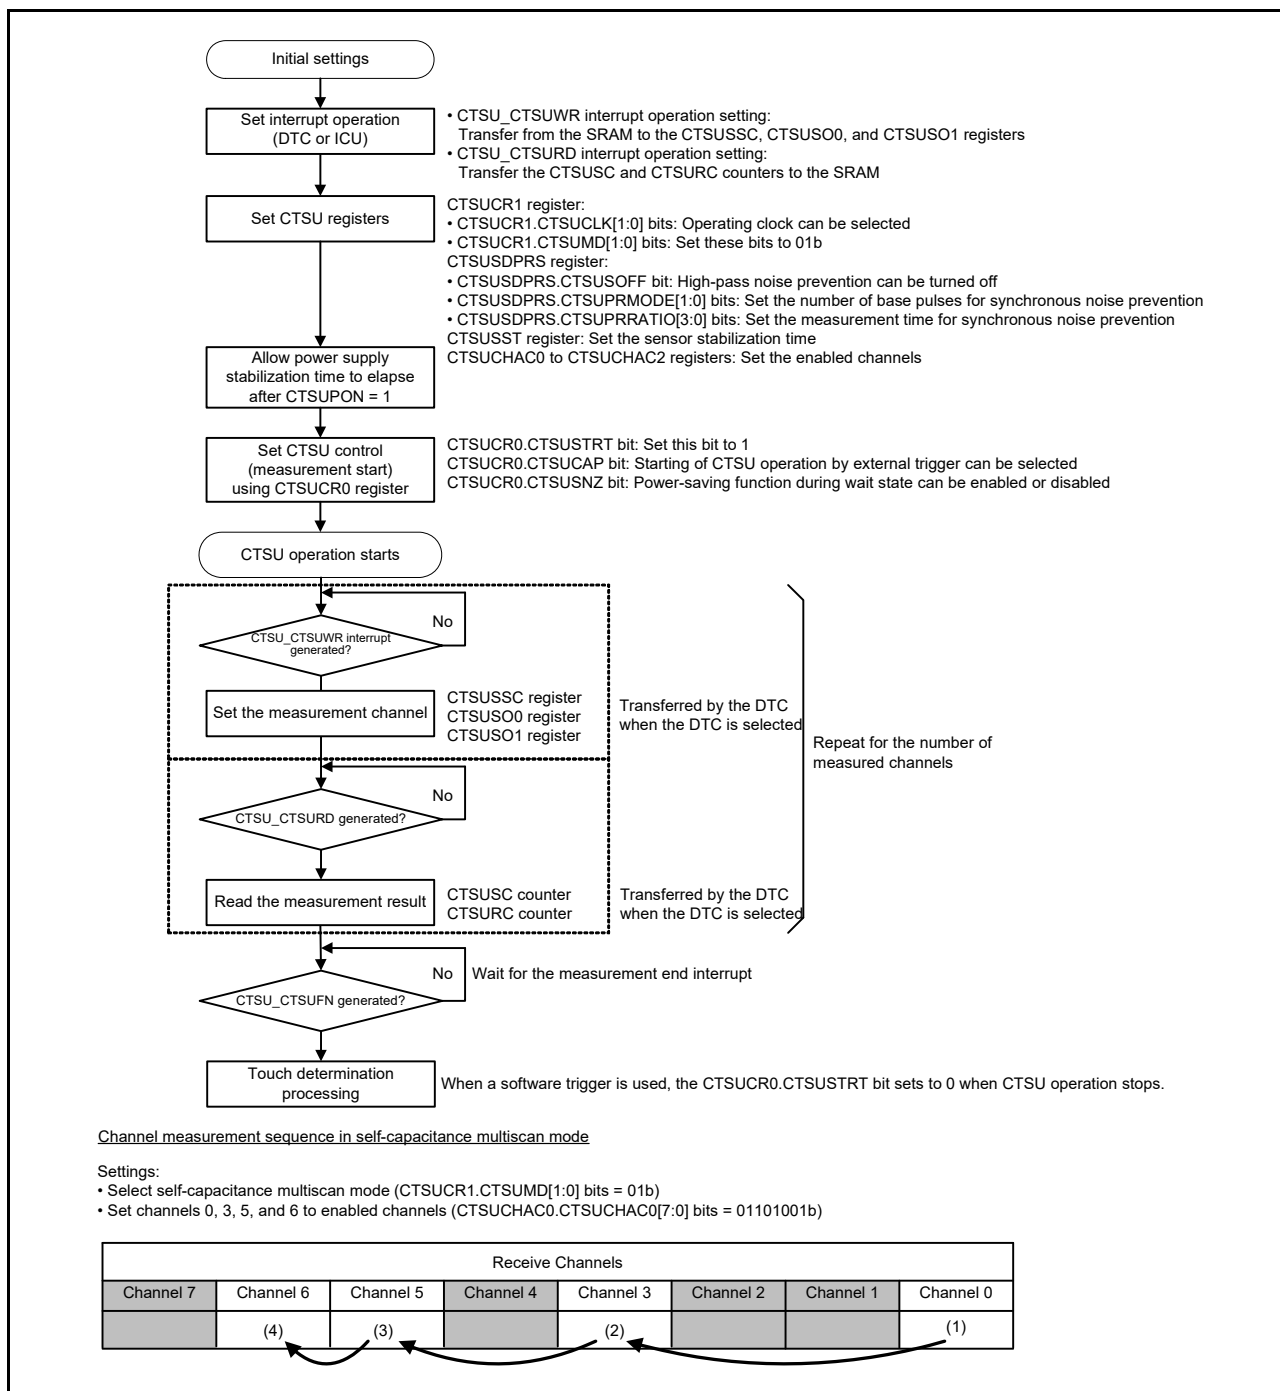 Initial settings
Set interrupt operation
(DTC or ICU)
• CTSU_CTSUWR interrupt operation setting:
Transfer from the SRAM to the CTSUSSC, CTSUSO0, and CTSUSO1 registers
• CTSU_CTSURD interrupt operation setting:
Transfer the CTSUSC and CTSURC counters to the SRAM
Set CTSU registers
CTSUCR1 register:
• CTSUCR1.CTSUCLK[1:0] bits: Operating clock can be selected
• CTSUCR1.CTSUMD[1:0] bits: Set these bits to 01b
CTSUSDPRS register:
• CTSUSDPRS.CTSUSOFF bit: High-pass noise prevention can be turned off
• CTSUSDPRS.CTSUPRMODE[1:0] bits: Set the number of base pulses for synchronous noise prevention
• CTSUSDPRS.CTSUPRRATIO[3:0] bits: Set the measurement time for synchronous noise prevention
CTSUSST register: Set the sensor stabilization time
CTSUCHAC0 to CTSUCHAC2 registers: Set the enabled channels
Allow power supply
stabilization time to elapse
after CTSUPON = 1
Set CTSU control
(measurement start)
using CTSUCR0 register
CTSUCR0.CTSUSTRT bit: Set this bit to 1
CTSUCR0.CTSUCAP bit: Starting of CTSU operation by external trigger can be selected
CTSUCR0.CTSUSNZ bit: Power-saving function during wait state can be enabled or disabled
CTSU operation starts
No
CTSU_CTSUWR interrupt
generated?
Set the measurement channel
CTSUSSC register
CTSUSO0 register
CTSUSO1 register
Transferred by the DTC
when the DTC is selected
Repeat for the number of
measured channels
No
CTSU_CTSURD generated?
Read the measurement result
CTSUSC counter
CTSURC counter
Transferred by the DTC
when the DTC is selected
No
Wait for the measurement end interrupt
CTSU_CTSUFN generated?
Touch determination
processing
When a software trigger is used, the CTSUCR0.CTSUSTRT bit sets to 0 when CTSU operation stops.
Channel measurement sequence in self-capacitance multiscan mode
Settings:
• Select self-capacitance multiscan mode (CTSUCR1.CTSUMD[1:0] bits = 01b)
• Set channels 0, 3, 5, and 6 to enabled channels (CTSUCHAC0.CTSUCHAC0[7:0] bits = 01101001b)
Receive Channels
Channel 7 Channel 6 Channel 5 Channel 4 Channel 3 Channel 2 Channel 1 Channel 0
(4) (3) (2) (1)